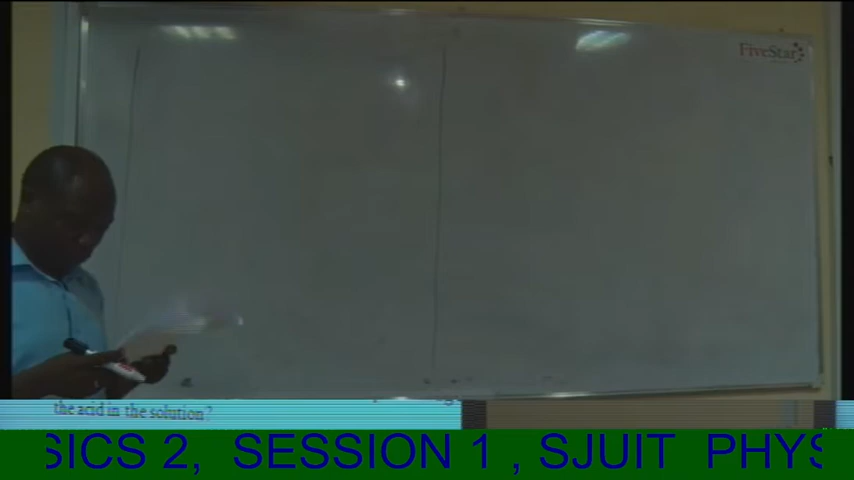 FiveStar
the acid in the solution?
SICS 2, SESSION 1 , SJUIT PHYS